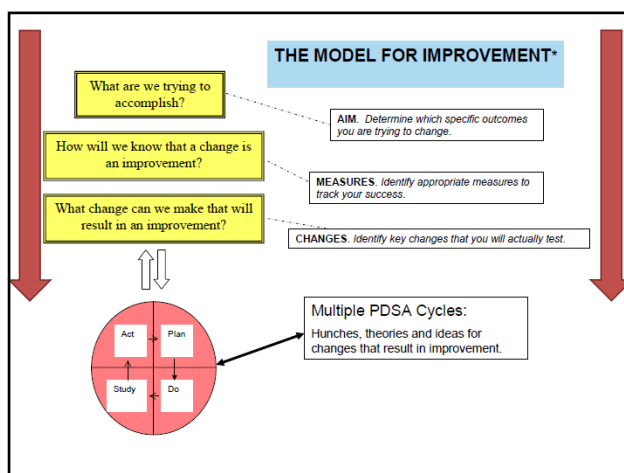 THE MODEL FOR IMPROVEMENT*
What are we trying to
accomplish?
AIM. Determine which specific outcomes
you are trying to change.
How will we know that a change is
an improvement?
MEASURES. Identify appropriate measures to
track your success.
What change can we make that will
result in an improvement?
CHANGES. Identify key changes that you will actually test.
Multiple PDSA Cycles:
Hunches, theories and ideas for
changes that result in improvement.
Act
Plan
Study
Do